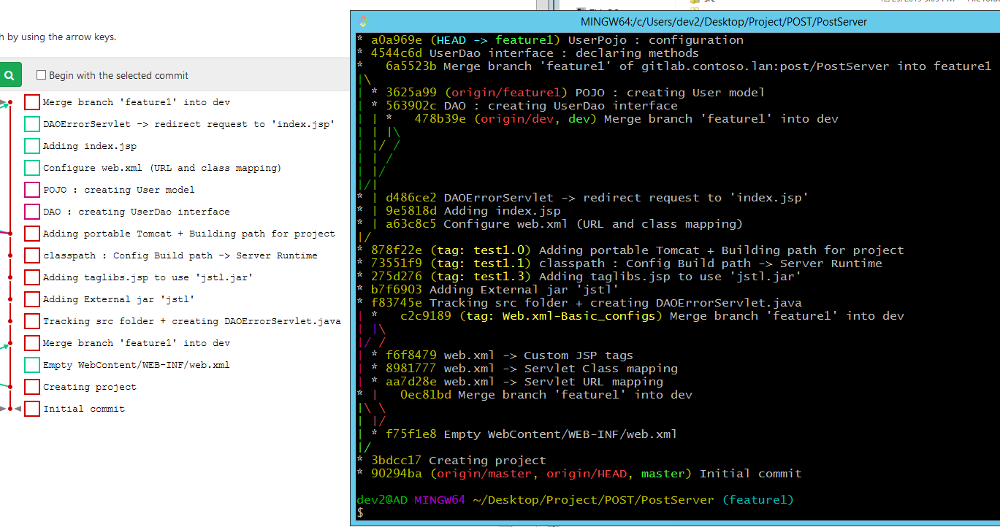 MINGW64:/c/Users/dev2/Desktop/Project/POST/PostServer
h by using the arrow keys.
Begin with the selected commit
Merge branch 'feature1' into dev
DAOErrorServlet -> redirect request to 'index.jsp'
Adding index.jsp
Configure web.xml (URL and class mapping)
POJO : creating User model
DAO : creating UserDao interface
Adding portable Tomcat + Building path for project
classpath : Config Build path -> Server Runtime
Adding taglibs.jsp to use 'jstl.jar'
Adding External jar 'jstl'
Tracking src folder + creating DAOErrorServlet.java
Merge branch 'feature1' into dev
Empty WebContent/WEB-INF/web.xml
Creating project
Initial commit
* a0a969e (HEAD -> feature1) UserPojo : configuration
* 4544c6d UserDao interface : declaring methods
*   6a5523b Merge branch 'feature1' of gitlab.contoso.lan:post/PostServer into feature1
|\
| * 3625a99 (origin/feature1) POJO : creating User model
| * 563902c DAO : creating UserDao interface
| | *   478b39e (origin/dev, dev) Merge branch 'feature1' into dev
| | |\
| |/ /
| | /
| |/
|/|
* | d486ce2 DAOErrorServlet -> redirect request to 'index.jsp'
* | 9e5818d Adding index.jsp
* | a63c8c5 Configure web.xml (URL and class mapping)
|/
* 878f22e (tag: test1.0) Adding portable Tomcat + Building path for project
* 73551f9 (tag: test1.1) classpath : Config Build path -> Server Runtime
* 275d276 (tag: test1.3) Adding taglibs.jsp to use 'jstl.jar'
* b7f6903 Adding External jar 'jstl'
* f83745e Tracking src folder + creating DAOErrorServlet.java
| *   c2c9189 (tag: Web.xml-Basic_configs) Merge branch 'feature1' into dev
| |\
|/ /
| * f6f8479 web.xml -> Custom JSP tags
| * 8981777 web.xml -> Servlet Class mapping
| * aa7d28e web.xml -> Servlet URL mapping
* |   0ec81bd Merge branch 'feature1' into dev
|\ \
| |/
| * f75f1e8 Empty WebContent/WEB-INF/web.xml
|/
* 3bdcc17 Creating project
* 90294ba (origin/master, origin/HEAD, master) Initial commit
dev2@AD MINGW64 ~/Desktop/Project/POST/PostServer (feature1)
$